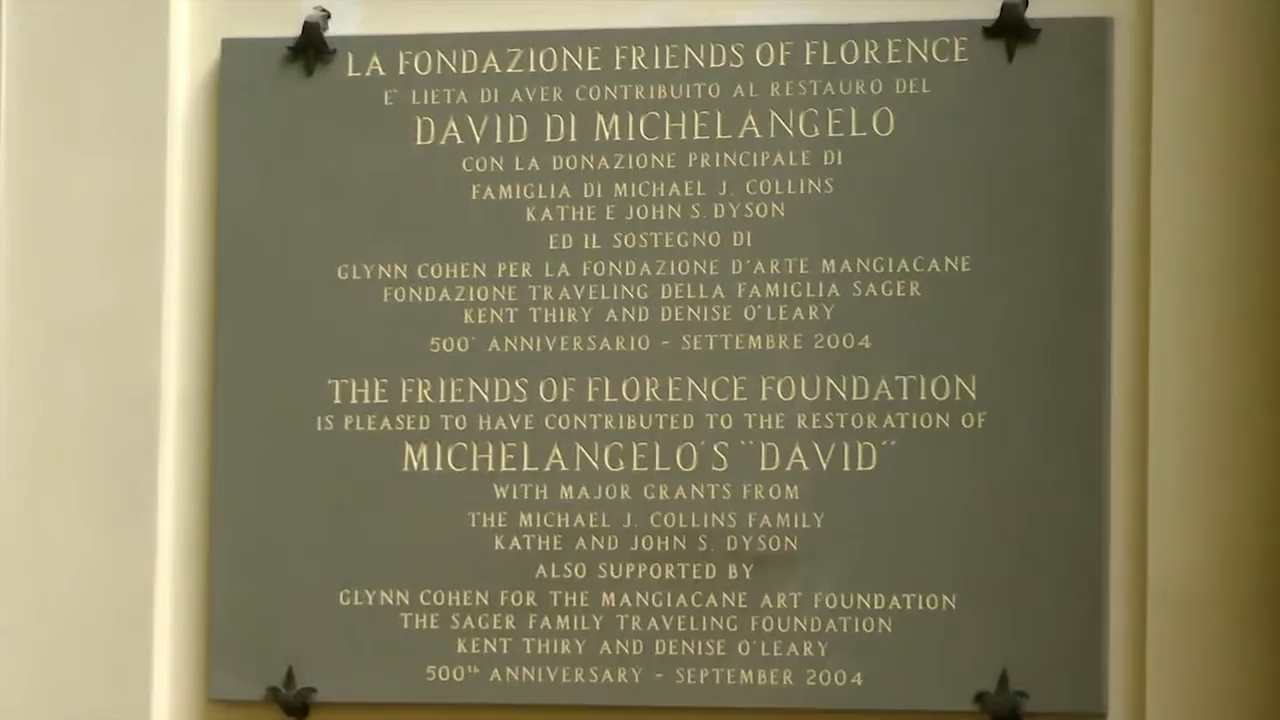 LA FONDAZIONE FRIENDS OF FLORENCE
E' LIETA DI AVER CONTRIBUITO AL RESTAURO DEL
DAVID DI MICHELANGELO
CON LA DONAZIONE PRINCIPALE DI
FAMIGLIA DI MICHAEL J. COLLINS
KATHE E JOHN S. DYSON
ED IL SOSTEGNO DI
GLYNN COHEN PER LA FONDAZIONE D'ARTE MANGIACANE
FONDAZIONE TRAVELING DELLA FAMIGLIA SAGER
KENT THIRY AND DENISE O'LEARY
500° ANNIVERSARIO - SETTEMBRE 2004
THE FRIENDS OF FLORENCE FOUNDATION
IS PLEASED TO HAVE CONTRIBUTED TO THE RESTORATION OF
MICHELANGELO'S "DAVID"
WITH MAJOR GRANTS FROM
THE MICHAEL J. COLLINS FAMILY
KATHE AND JOHN S. DYSON
ALSO SUPPORTED BY
GLYNN COHEN FOR THE MANGIACANE ART FOUNDATION
THE SAGER FAMILY TRAVELING FOUNDATION
KENT THIRY AND DENISE O'LEARY
500th ANNIVERSARY - SEPTEMBER 2004